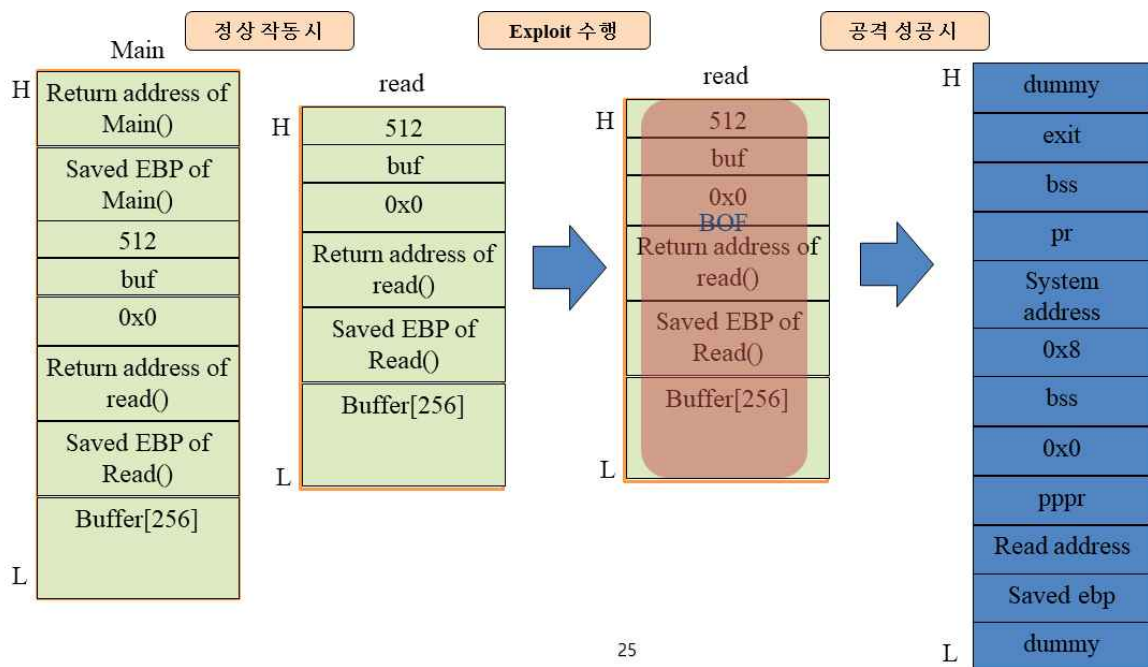 정상 작동시
Exploit 수행
공격 성공시
Main
H
Return address of
Main()
Saved EBP of
Main()
512
buf
0x0
Return address of
read()
Saved EBP of
Read()
Buffer[256]
L
read
H
512
buf
0x0
Return address of
read()
Saved EBP of
Read()
Buffer[256]
L
read
H
512
buf
0x0
BOF
Return address of
read()
Saved EBP of
Read()
Buffer[256]
L
H
dummy
exit
bss
pr
System
address
0x8
bss
0x0
pppr
Read address
Saved ebp
dummy
L
25